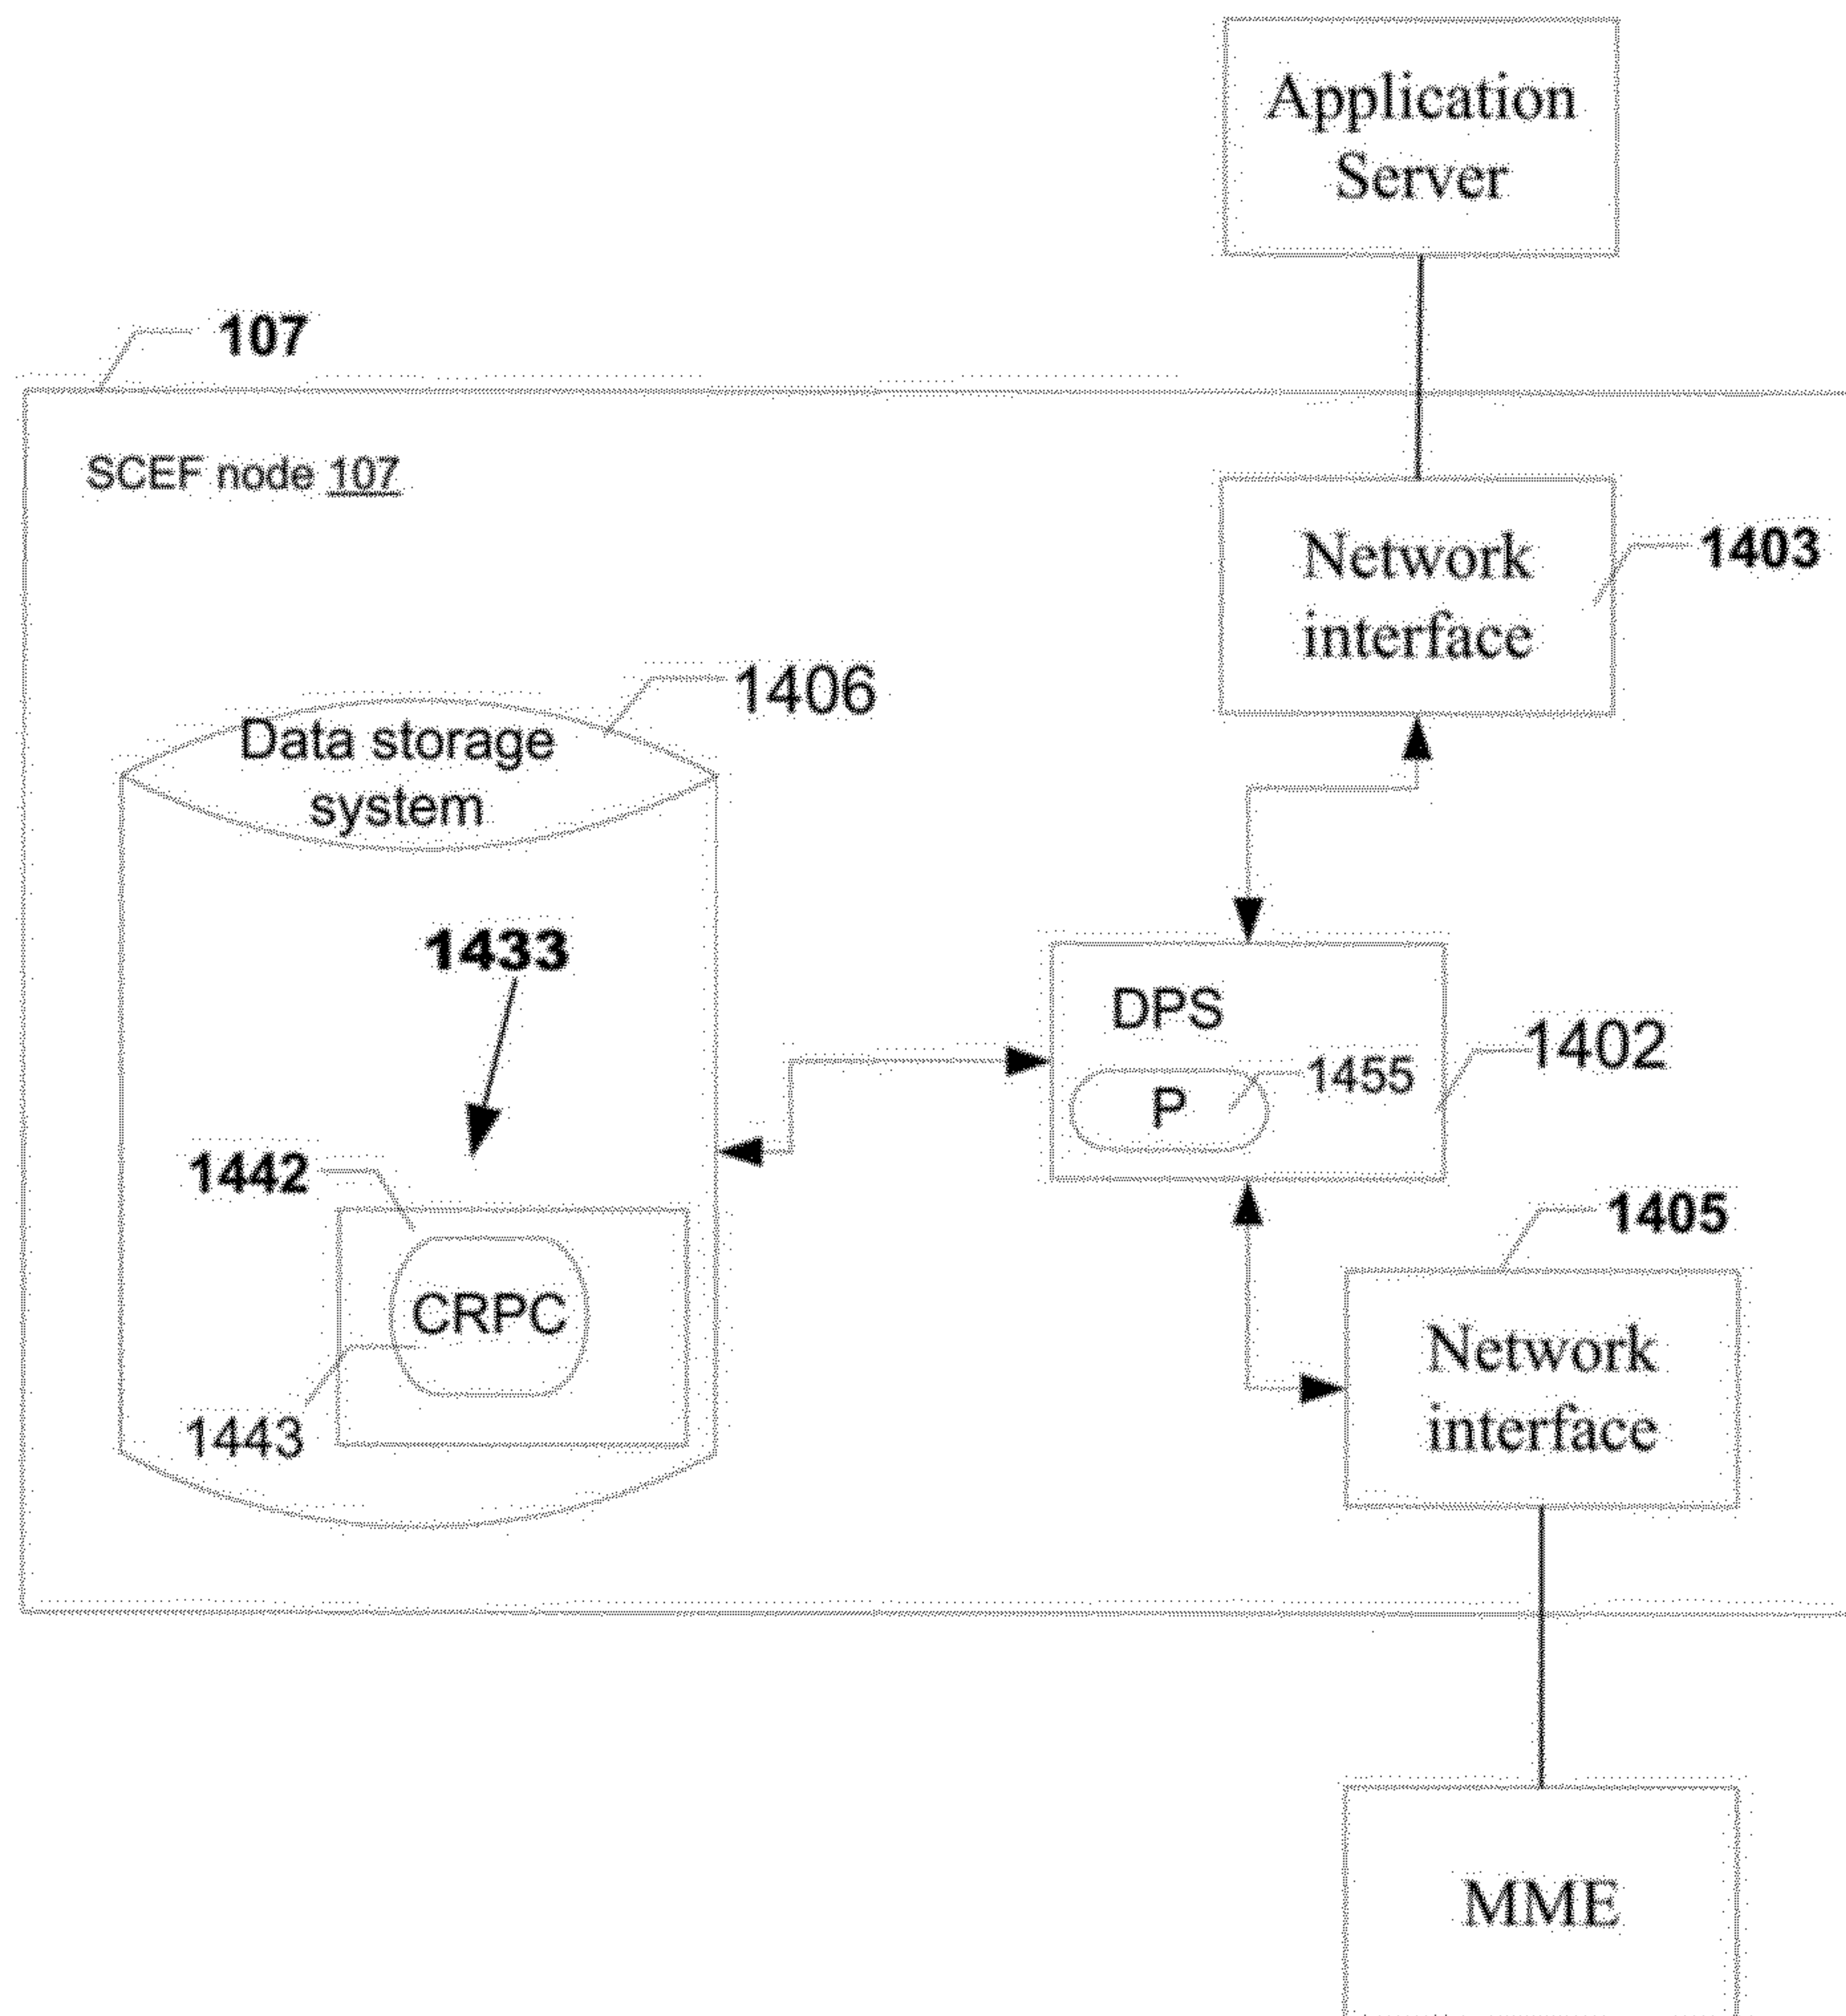 Application
Server
107
SCEF node 107
Network
interface
1403
1406
Data storage
system
1433
DPS
1402
P
1455
1442
1405
CRPC
Network
interface
1443
MME